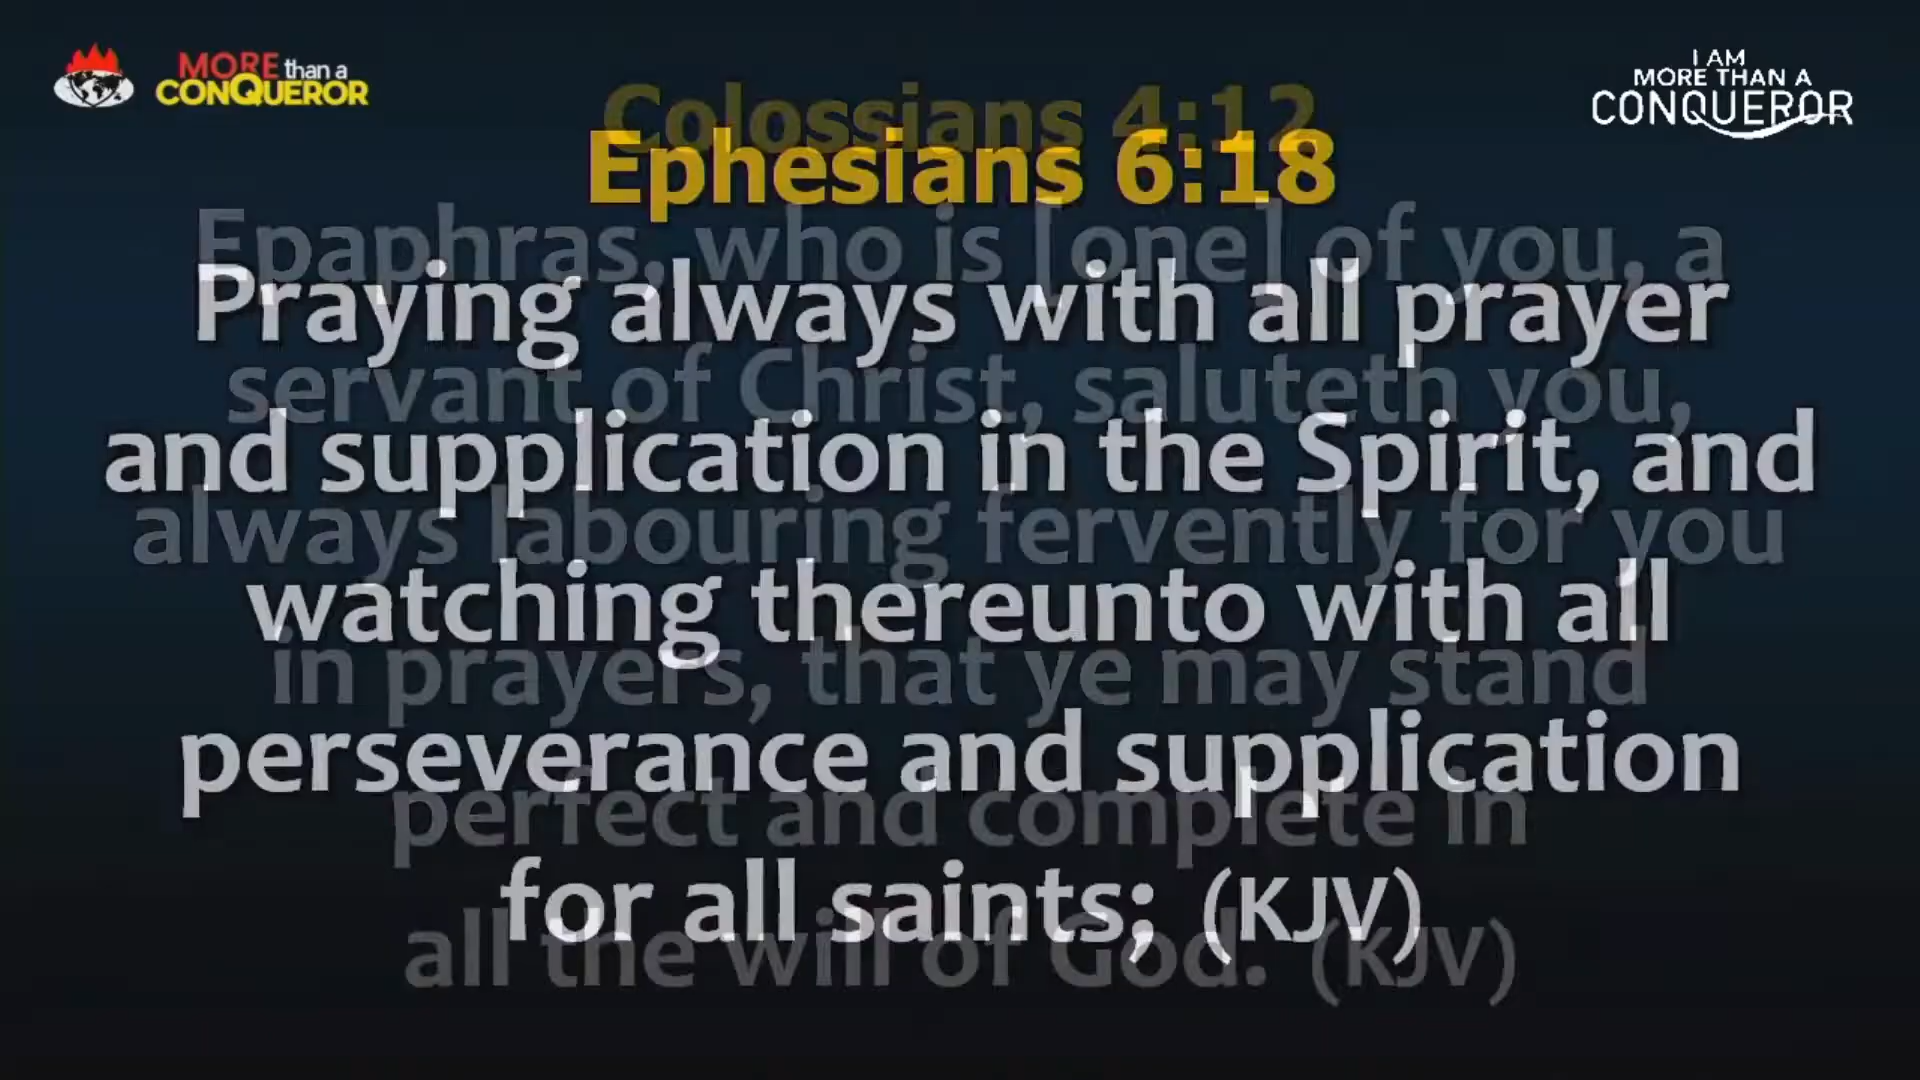 MORE than a
CONQUEROR
I AM
MORE THAN A
CONQUEROR
Ephesians 6:18
Praying always with all prayer
and supplication in the Spirit, and
watching thereunto with all
perseverance and supplication
for all saints; (KJV)
Colossians 4:12
Epaphras, who is [one] of you, a
servant of Christ, saluteth you,
always labouring fervently for you
in prayers, that ye may stand
perfect and complete in
all the will of God. (KJV)